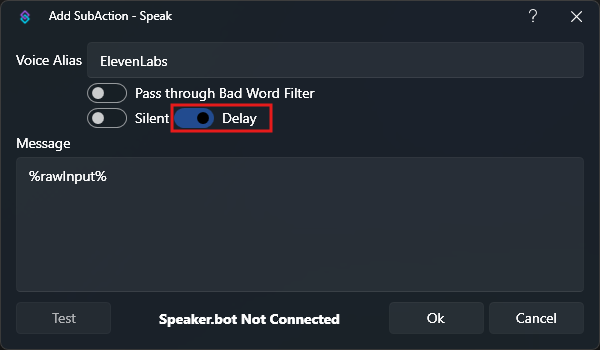 Add SubAction - Speak
?
Voice Alias ElevenLabs
Pass through Bad Word Filter
Silent Delay
Message
%rawInput%
Test Speaker.bot Not Connected Ok Cancel